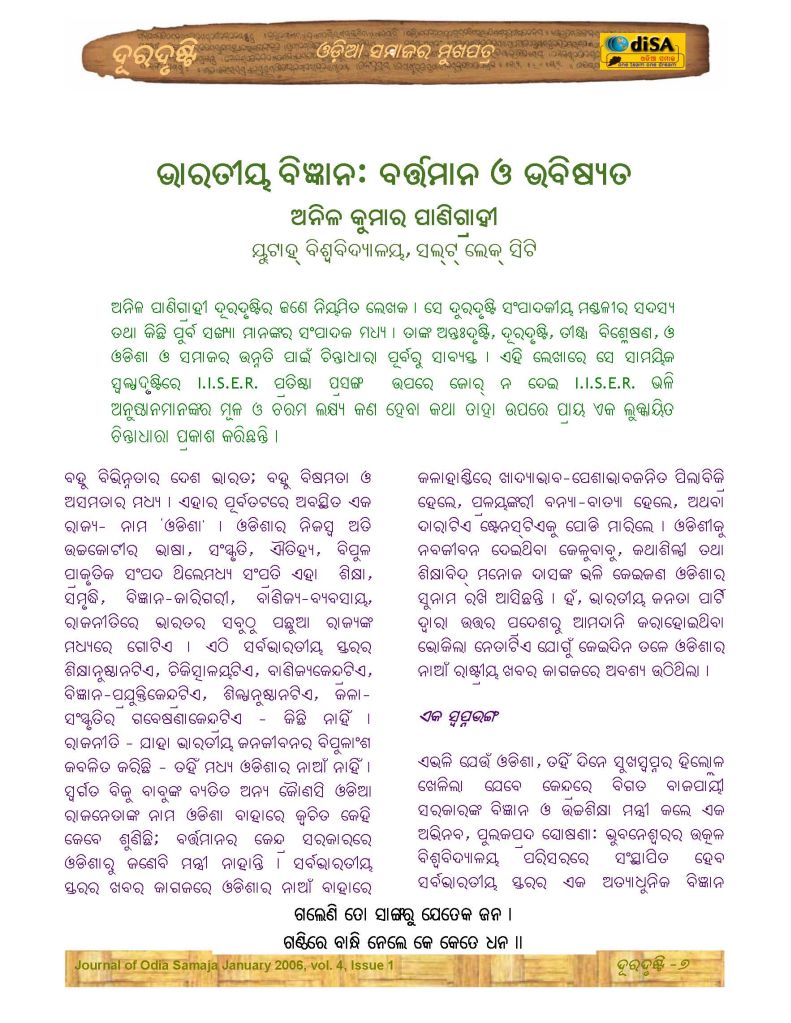 ଦୂରଦୃଷ୍ଟି
ଓଡ଼ିଆ ସମାଜର ମୁଖପତ୍ର
diSA
ଓଡ଼ିଆ ସମାଜ
one team one dream
ଭାରତୀୟ ବିଜ୍ଞାନ: ବର୍ତ୍ତମାନ ଓ ଭବିଷ୍ୟତ
ଅନିଳ କୁମାର ପାଣିଗ୍ରାହୀ
ୟୁଟାହ୍ ବିଶ୍ୱବିଦ୍ୟାଳୟ, ସଲ୍‌ଟ୍ ଲେକ୍ ସିଟି
ଅନିଳ ପାଣିଗ୍ରାହୀ ଦୂରଦୃଷ୍ଟିର ଜଣେ ନିୟମିତ ଲେଖକ । ସେ ଦୁରଦୃଷ୍ଟି ସଂପାଦକୀୟ ମଣ୍ଡଳୀର ସଦସ୍ୟ
ତଥା କିଛି ପୁର୍ବ ସଖ୍ୟା ମାନଙ୍କର ସଂପାଦକ ମଧ୍ୟ । ତାଙ୍କ ଅନ୍ତଃଦୃଷ୍ଟି, ଦୂରଦୃଷ୍ଟି, ତୀକ୍ଷ୍ଣ ବିଶ୍ଳେଷଣ, ଓ
ଓଡିଶା ଓ ସମାଜର ଉନ୍ନତି ପାଇଁ ଚିନ୍ତାଧାରା ପୂର୍ବରୁ ସାବ୍ୟସ୍ତ । ଏହି ଲେଖାରେ ସେ ସାମୟିକ
ସ୍ୱଳ୍ପଦୃଷ୍ଟିରେ I.I.S.E.R. ପ୍ରତିଷ୍ଠା ପ୍ରସଙ୍ଗ ଉପରେ ଜୋର୍ ନ ଦେଇ I.I.S.E.R. ଭଳି
ଅନୁଷ୍ଠାନମାନଙ୍କର ମୂଳ ଓ ଚରମ ଲକ୍ଷ୍ୟ କଣ ହେବା କଥା ତାହା ଉପରେ ପ୍ରାୟ ଏକ ଲୁକ୍କାୟିତ
ଚିନ୍ତାଧାରା ପ୍ରକାଶ କରିଛନ୍ତି ।
ବହୁ ବିଭିନ୍ନତାର ଦେଶ ଭାରତ; ବହୁ ବିଷମତା ଓ
ଅସମତାର ମଧ୍ୟ । ଏହାର ପୂର୍ବତଟରେ ଅବସ୍ଥିତ ଏକ
ରାଜ୍ୟ- ନାମ 'ଓଡିଶା' । ଓଡିଶାର ନିଜସ୍ୱ ଅତି
ଉଚ୍ଚକୋଟୀର ଭାଷା, ସଂସ୍କୃତି, ଐତିହ୍ୟ, ବିପୁଳ
ପ୍ରାକୃତିକ ସଂପଦ ଥିଲେମଧ୍ୟ ସଂପ୍ରତି ଏହା ଶିକ୍ଷା,
ସମୃଦ୍ଧି, ବିଜ୍ଞାନ-କାରିଗରୀ, ବାଣିଜ୍ୟ-ବ୍ୟବସାୟ,
ରାଜନୀତିରେ ଭାରତର ସବୁଠୁ ପଛୁଆ ରାଜ୍ୟଙ୍କ
ମଧ୍ୟରେ ଗୋଟିଏ । ଏଠି ସର୍ବଭାରତୀୟ ସ୍ତରର
ଶିକ୍ଷାନୁଷ୍ଠାନଟିଏ, ଚିକିତ୍ସାଳୟଟିଏ, ବାଣିଜ୍ୟକେନ୍ଦ୍ରଟିଏ,
ବିଜ୍ଞାନ-ପ୍ରଯୁକ୍ତିକେନ୍ଦ୍ରଟିଏ, ଶିଳ୍ପାନୁଷ୍ଠାନଟିଏ, କଳା-
ସଂସ୍କୃତିର ଗବେଷଣାକେନ୍ଦ୍ରଟିଏ - କିଛି ନାହିଁ ।
ରାଜନୀତି - ଯାହା ଭାରତୀୟ ଜନଜୀବନର ବିପୁଳାଂଶ
କବଳିତ କରିଛି - ତହିଁ ମଧ୍ୟ ଓଡିଶାର ନାଆଁ ନାହିଁ ।
ସ୍ୱର୍ଗତ ବିଜୁ ବାବୁଙ୍କ ବ୍ୟତିତ ଅନ୍ୟ କୌଣସି ଓଡିଆ
ରାଜନେତାଙ୍କ ନାମ ଓଡିଶା ବାହାରେ କ୍ୱଚିତ କେହି
କେବେ ଶୁଣିଛି; ବର୍ତ୍ତମାନର କେନ୍ଦ୍ର ସରକାରରେ
ଓଡିଶାରୁ ଜଣେବି ମନ୍ତ୍ରୀ ନାହାନ୍ତି । ସର୍ବଭାରତୀୟ
ସ୍ତରର ଖବର କାଗଜରେ ଓଡିଶାର ନାଆଁ ବାହାରେ
କଳାହାଣ୍ଡିରେ ଖାଦ୍ୟାଭାବ-ପେଶାଭାବଜନିତ ପିଲାବିକ୍ରି
ହେଲେ, ପ୍ରଳୟଙ୍କରୀ ବନ୍ୟା-ବାତ୍ୟା ହେଲେ, ଅଥବା
ଦାରାଟିଏ ଷ୍ଟେନସ୍‌ଟିଏକୁ ପୋଡି ମାରିଲେ । ଓଡିଶୀକୁ
ନବଜୀବନ ଦେଇଥିବା କେଳୁବାବୁ, କଥାଶିଳ୍ପୀ ତଥା
ଶିକ୍ଷାବିଦ୍ ମନୋଜ ଦାସଙ୍କ ଭଳି କେଇଜଣ ଓଡିଶାର
ସୁନାମ ରଖି ଆସିଛନ୍ତି । ହଁ, ଭାରତୀୟ ଜନତା ପାର୍ଟି
ଦ୍ୱାରା ଉତ୍ତର ପ୍ରଦେଶରୁ ଆମଦାନି କରାହୋଇଥିବା
ଭୋକିଲା ନେତାଟିଏ ଯୋଗୁଁ କେଇଦିନ ତଳେ ଓଡିଶାର
ନାଆଁ ରାଷ୍ଟ୍ରୀୟ ଖବର କାଗଜରେ ଅବଶ୍ୟ ଉଠିଥିଲା ।
ଏକ ସ୍ୱପ୍ନଭଙ୍ଗ
ଏଭଳି ଯେଉଁ ଓଡିଶା, ତହିଁ ଦିନେ ସୁଖସ୍ୱପ୍ନର ହିଲ୍ଲୋଳ
ଖେଳିଲା ଯେବେ କେନ୍ଦ୍ରରେ ବିଗତ ବାଜପାୟୀ
ସରକାରଙ୍କ ବିଜ୍ଞାନ ଓ ଉଚ୍ଚଶିକ୍ଷା ମନ୍ତ୍ରୀ କଲେ ଏକ
ଅଭିନବ, ପୁଲକପ୍ରଦ ଘୋଷଣା: ଭୁବନେଶ୍ୱରର ଉତ୍କଳ
ବିଶ୍ୱବିଦ୍ୟାଳୟ ପରିସରରେ ସଂସ୍ଥାପିତ ହେବ
ସର୍ବଭାରତୀୟ ସ୍ତରର ଏକ ଅତ୍ୟାଧୁନିକ ବିଜ୍ଞାନ
ଗଲେଣି ତୋ ସାଙ୍ଗରୁ ଯେତେକ ଜନ ।
ଗଣ୍ଠିରେ ବାନ୍ଧି ନେଲେ କେ କେତେ ଧନ ॥
Journal of Odia Samaja January 2006, vol. 4, Issue 1
ଦୂରଦୃଷ୍ଟି -୭